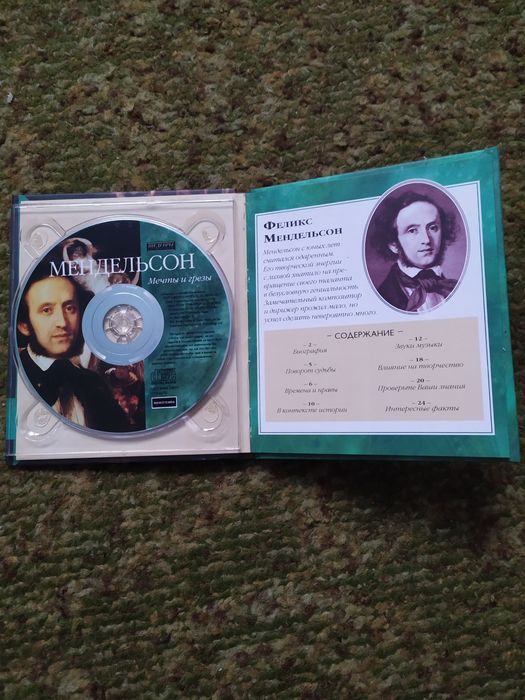 МЕНДЕЛЬСОН
Мечты и грезы
ФЕЛИКС
МЕНДЕЛЬСОН
Мендельсон с юных лет
считался одаренным.
Его творческой энергии
с лихвой хватило на пре-
вращение своего таланта
в безусловную гениальность.
Замечательный композитор
и дирижер прожил мало, но
успел сделать невероятно много.
СОДЕРЖАНИЕ
– 2 –
Биография
– 5 –
Поворот судьбы
– 6 –
Времена и нравы
– 10 –
В контексте истории
– 12 –
Звуки музыки
– 18 –
Влияние на творчество
– 20 –
Проверьте Ваши знания
– 24 –
Интересные факты